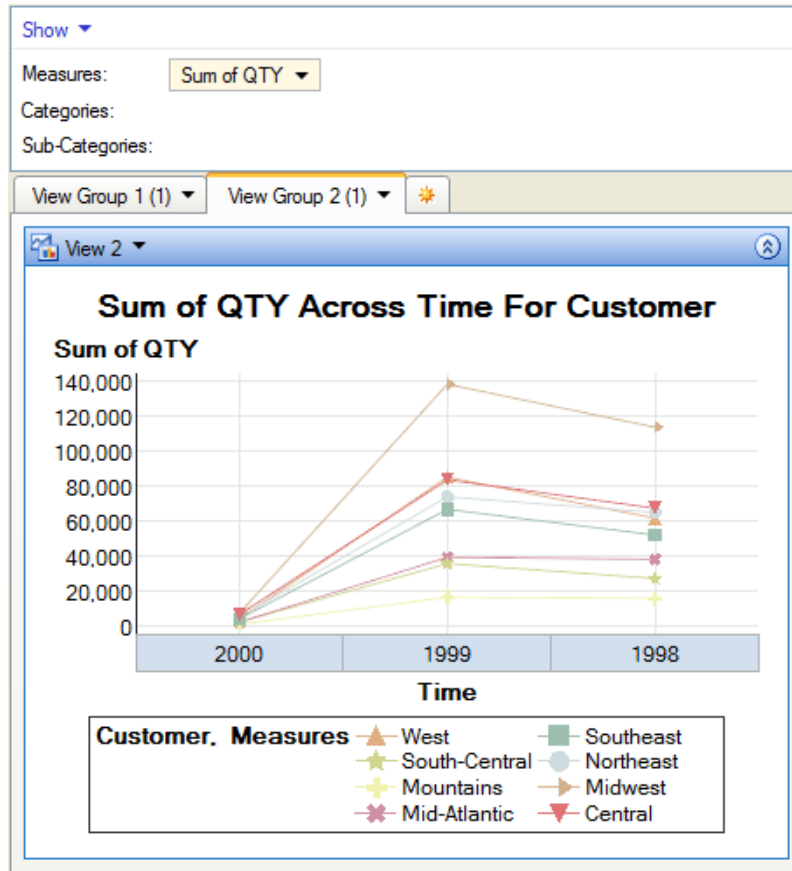 Show
Measures: Sum of QTY
Categories:
Sub-Categories:
View Group 1 (1) View Group 2 (1)
View 2
Sum of QTY Across Time For Customer
Sum of QTY
140,000
120,000
100,000
80,000
60,000
40,000
20,000
0
2000 1999 1998
Time
Customer, Measures West Southeast
South-Central Northeast
Mountains Midwest
Mid-Atlantic Central